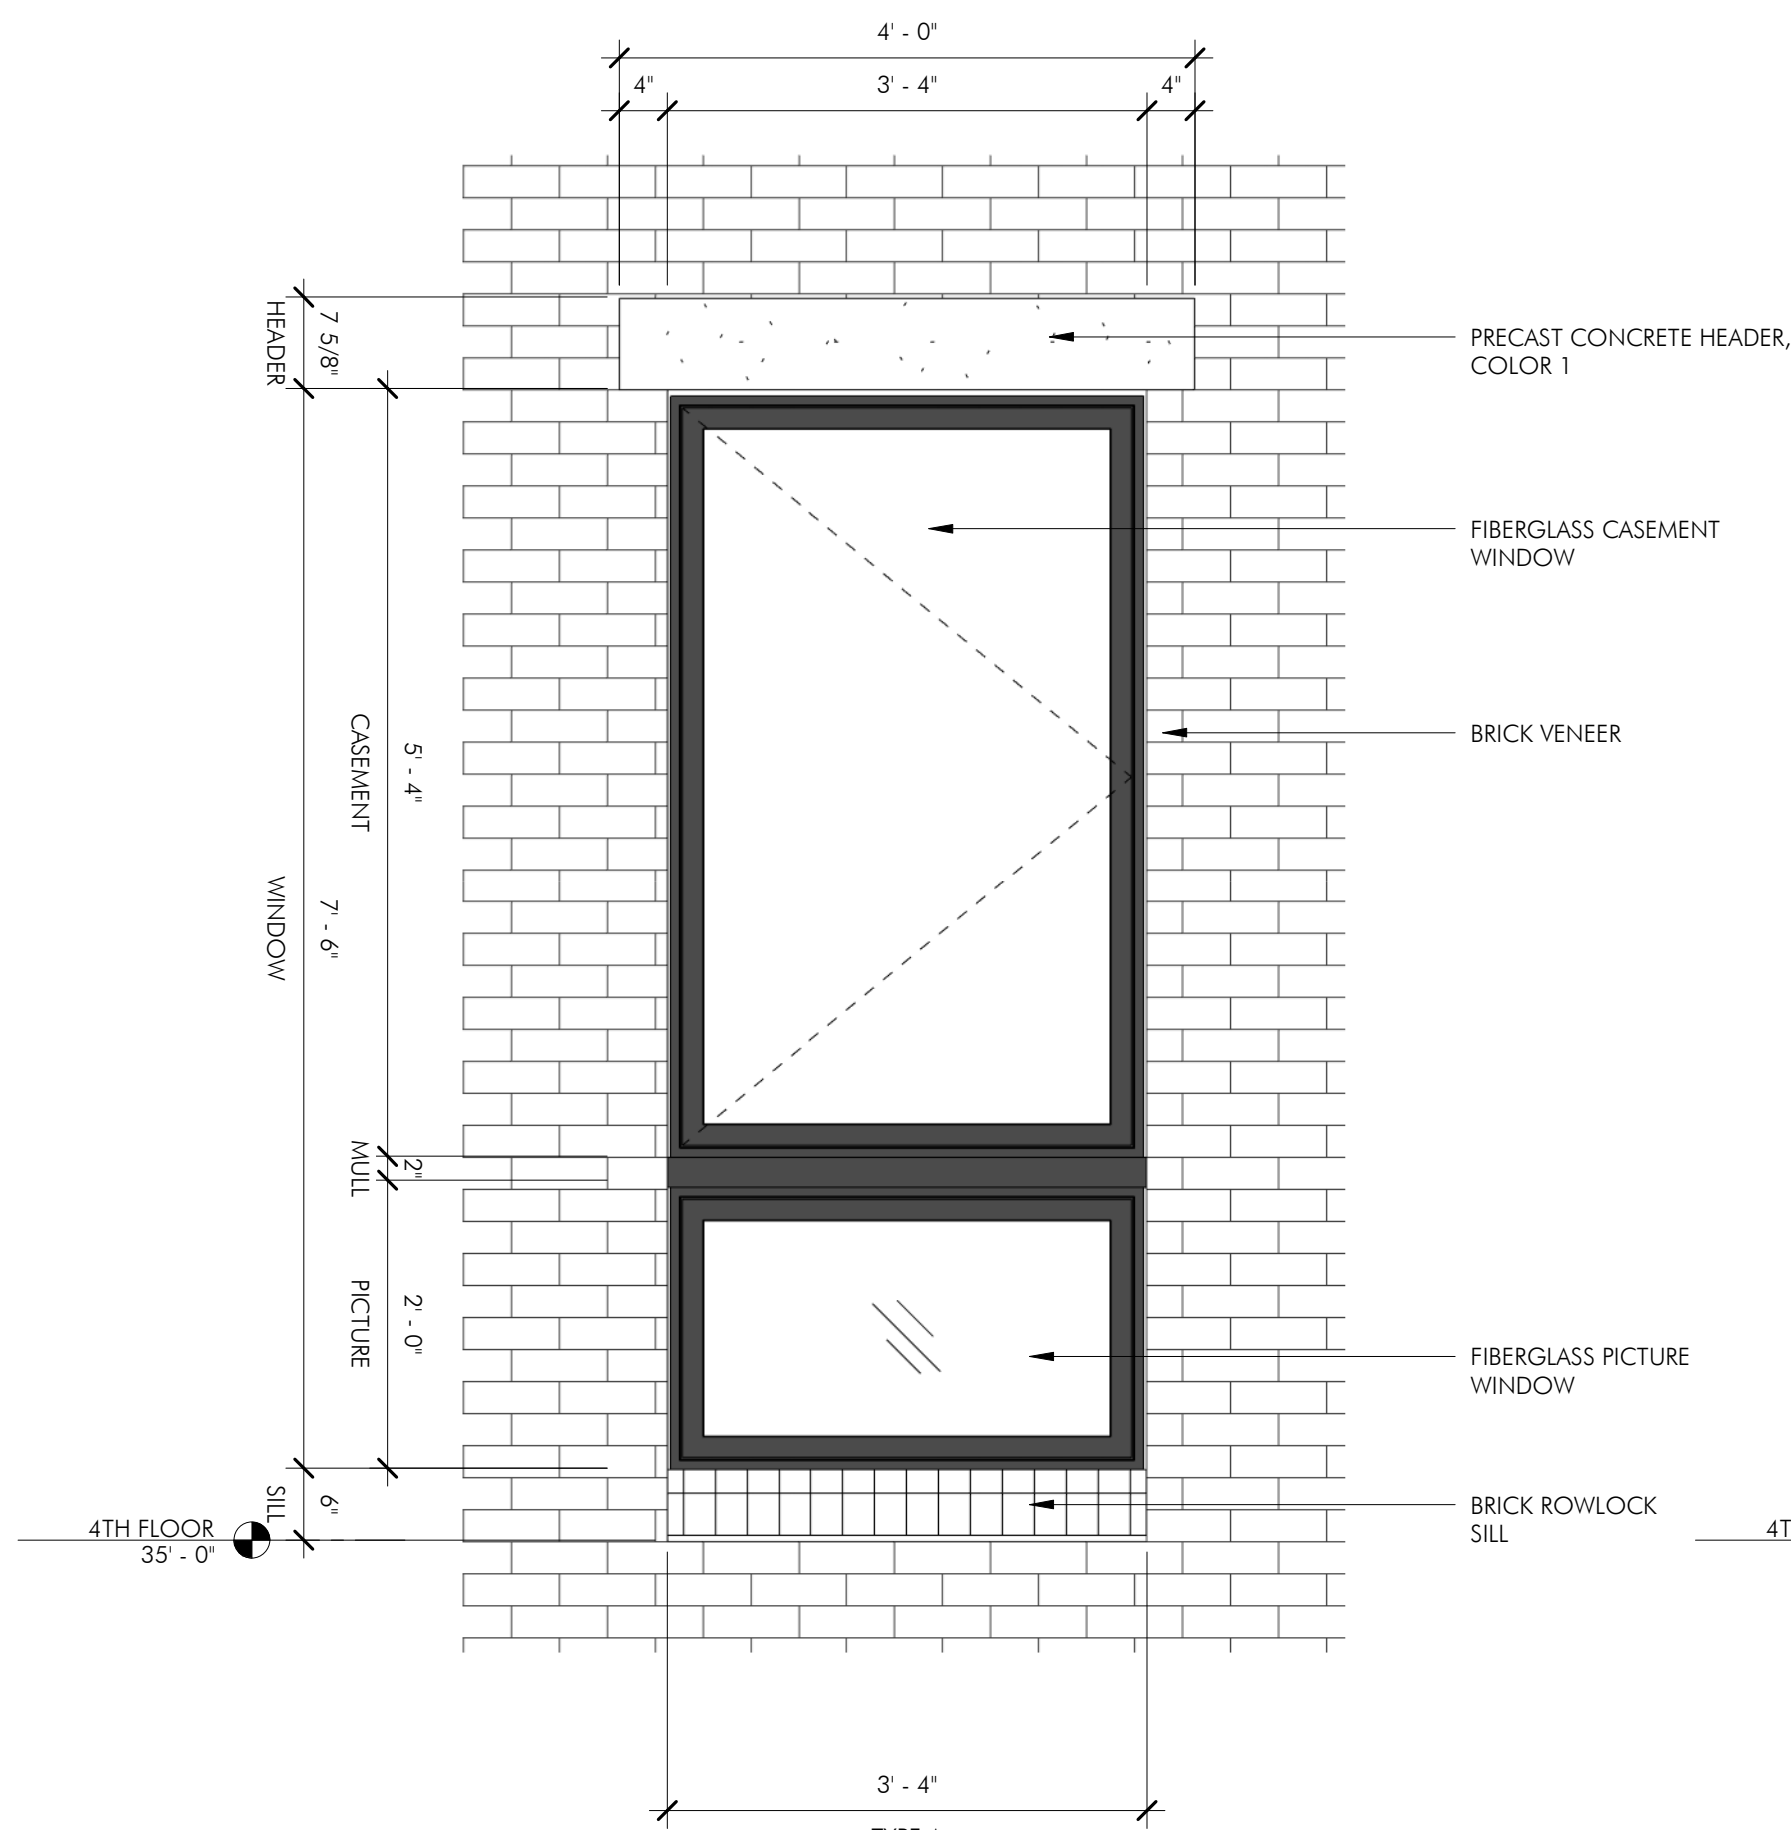 4' - 0"
4"
3' - 4"
4"
HEADER
7 5/8"
PRECAST CONCRETE HEADER,
COLOR 1
FIBERGLASS CASEMENT
WINDOW
BRICK VENEER
CASEMENT
5' - 4"
WINDOW
7' - 6"
MULL
2"
PICTURE
2' - 0"
FIBERGLASS PICTURE
WINDOW
SILL
6"
BRICK ROWLOCK
SILL
4TH FLOOR
35' - 0"
3' - 4"